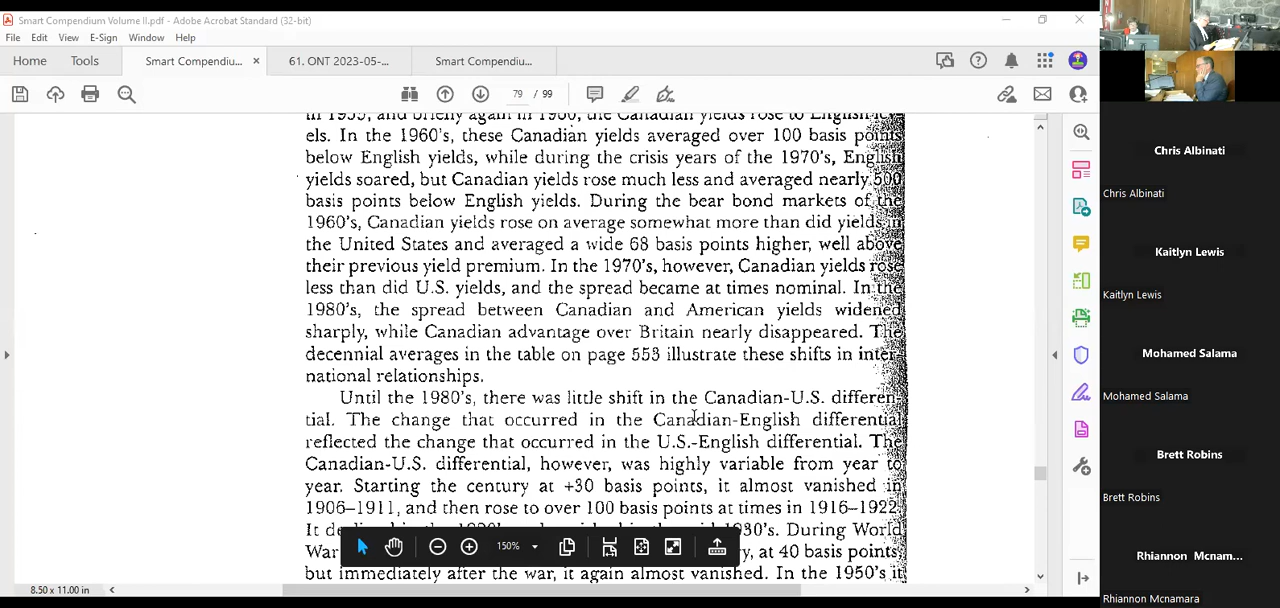 Smart Compendium Volume II.pdf - Adobe Acrobat Standard (32-bit)
File Edit View E-Sign Window Help
Home Tools Smart Compendiu... × 61. ONT 2023-05-... Smart Compendiu...
79 / 99
in 1955, and briefly again in 1960, the Canadian yields rose to English lev-
els. In the 1960's, these Canadian yields averaged over 100 basis points
below English yields, while during the crisis years of the 1970's, English
yields soared, but Canadian yields rose much less and averaged nearly 500
basis points below English yields. During the bear bond markets of the
1960's, Canadian yields rose on average somewhat more than did yields in
the United States and averaged a wide 68 basis points higher, well above
their previous yield premium. In the 1970's, however, Canadian yields rose
less than did U.S. yields, and the spread became at times nominal. In the
1980's, the spread between Canadian and American yields widened
sharply, while Canadian advantage over Britain nearly disappeared. The
decennial averages in the table on page 553 illustrate these shifts in inter-
national relationships.
Until the 1980's, there was little shift in the Canadian-U.S. differen-
tial. The change that occurred in the Canadian-English differential
reflected the change that occurred in the U.S.-English differential. The
Canadian-U.S. differential, however, was highly variable from year to
year. Starting the century at +30 basis points, it almost vanished in
1906–1911, and then rose to over 100 basis points at times in 1916–1922.
It 1930's. During World
War at 40 basis points,
but immediately after the war, it again almost vanished. In the 1950's it
150%
8.50 x 11.00 in
Chris Albinati
Chris Albinati
Kaitlyn Lewis
Kaitlyn Lewis
Mohamed Salama
Mohamed Salama
Brett Robins
Brett Robins
Rhiannon Mcnam...
Rhiannon Mcnamara